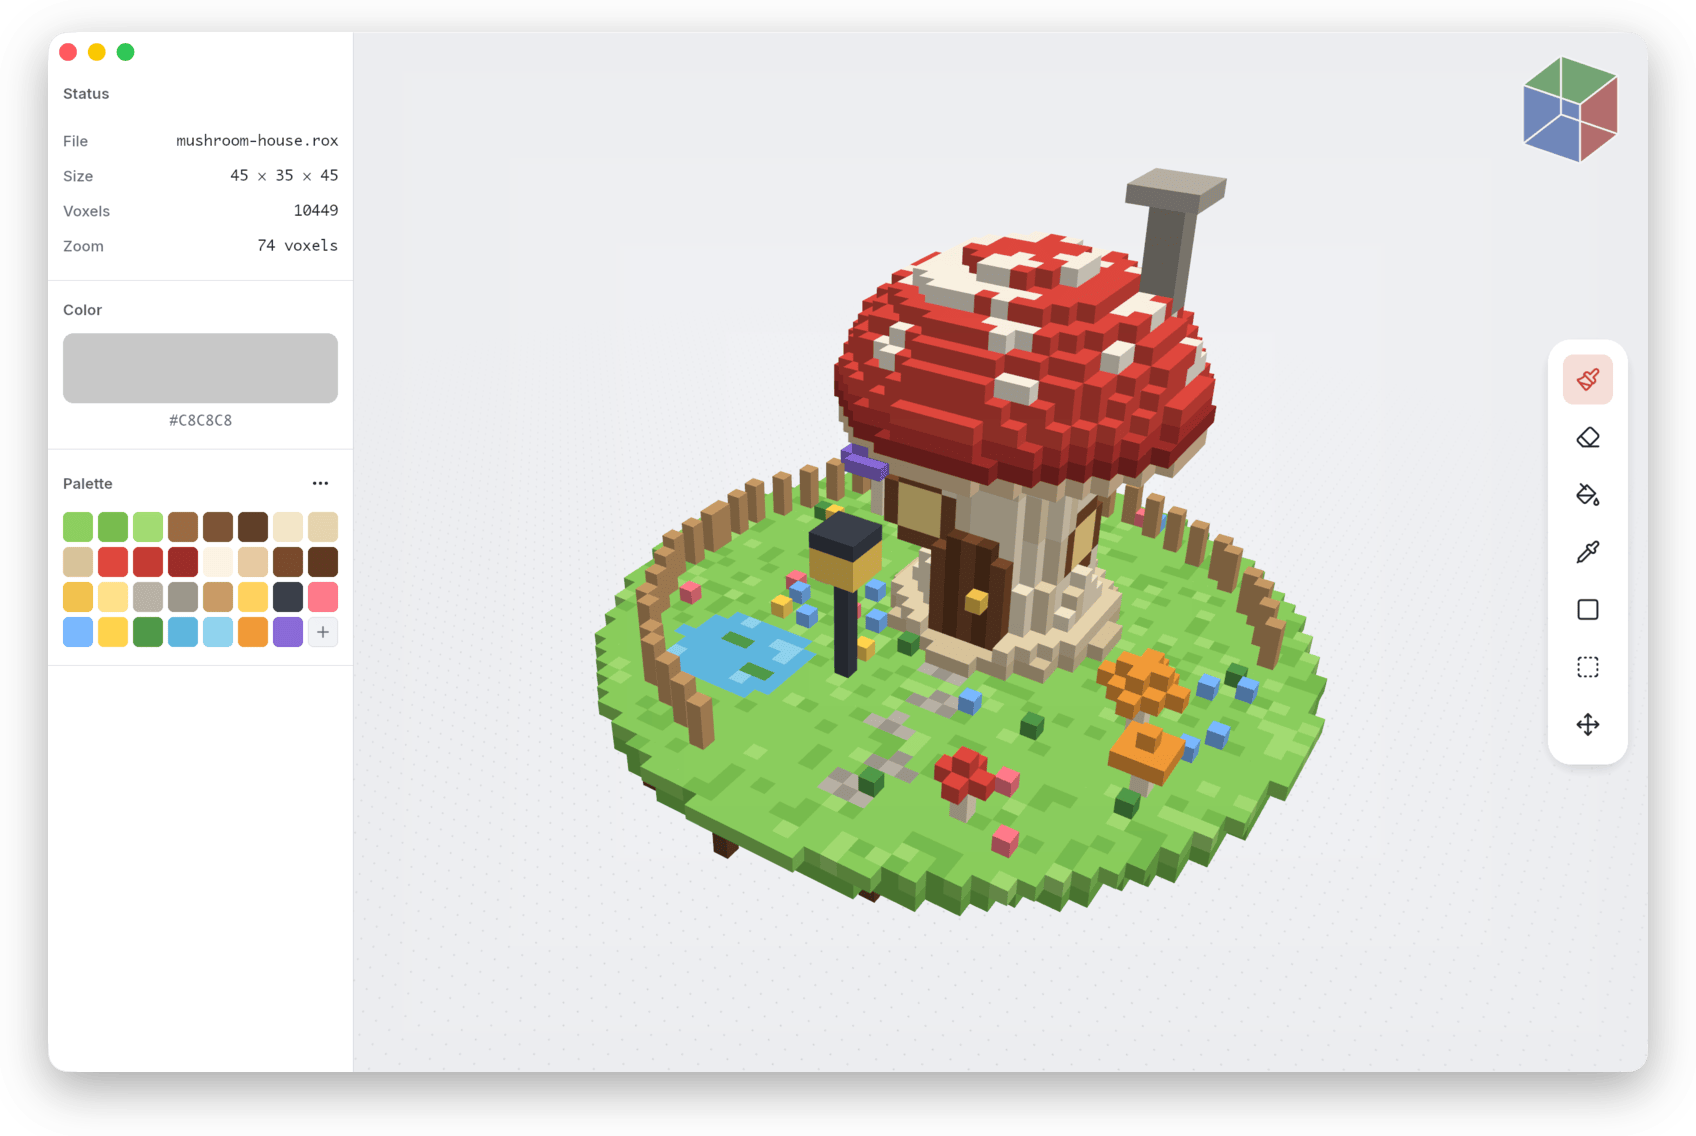 Status
File mushroom-house.rox
Size 45 × 35 × 45
Voxels 10449
Zoom 74 voxels
Color
#C8C8C8
Palette